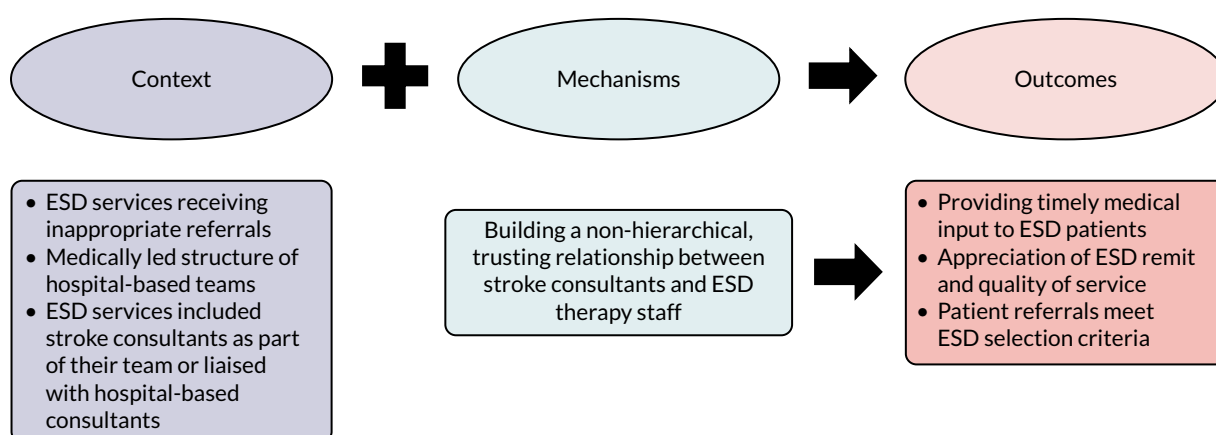 Context
Mechanisms
Outcomes
• ESD services receiving
inappropriate referrals
• Medically led structure of
hospital-based teams
• ESD services included
stroke consultants as part
of their team or liaised
with hospital-based
consultants
Building a non-hierarchical,
trusting relationship between
stroke consultants and ESD
therapy staff
• Providing timely medical
input to ESD patients
• Appreciation of ESD remit
and quality of service
• Patient referrals meet
ESD selection criteria